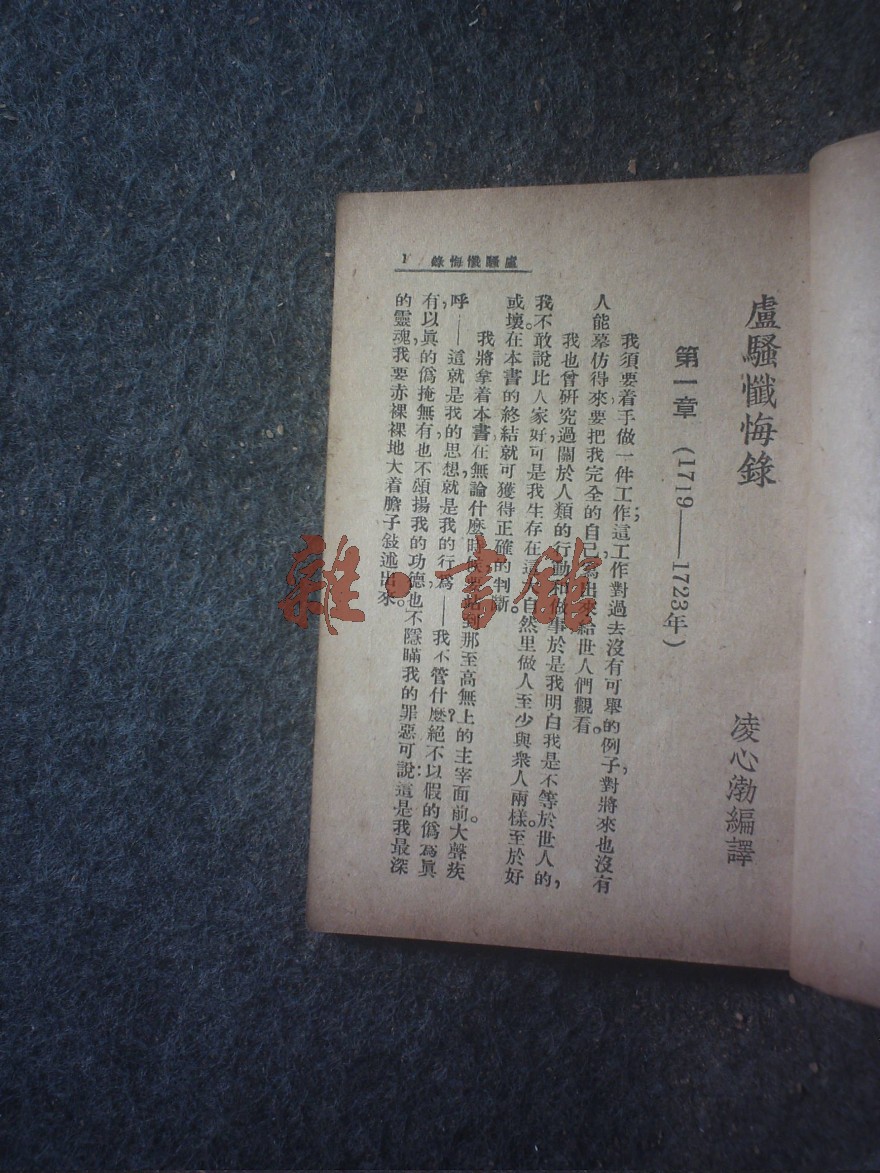 盧騷懺悔錄 1
盧騷懺悔錄
凌心渤編譯
第一章 (1719——1723年)
我須要着手做一件工作;這工作對過去沒有可舉的例子,對將來也沒有
人能摹仿得來,要把我完全的自己寫出來給世人們觀看。
我也曾研究過關於人類的行動和做事,於是我明白我是不等於世人的,
我不敢說比人家好,可是我生存在這大自然里做人,至少與衆人兩樣。至於好
或壞,在本書的終結就可獲得正確的判斷。
我將拿着本書在無論什麼時候站到那至高無上的主宰面前大聲疾
呼,——這就是我的思想,就是我的行為——我不管什麼?絕不以假的僞為眞
有,以眞的僞掩無有,也不頌揚我的功德,也不隱瞞我的罪惡,可說:這是我最深
的靈魂,我要赤裸裸地大着膽子敍述出來。
雜·書館